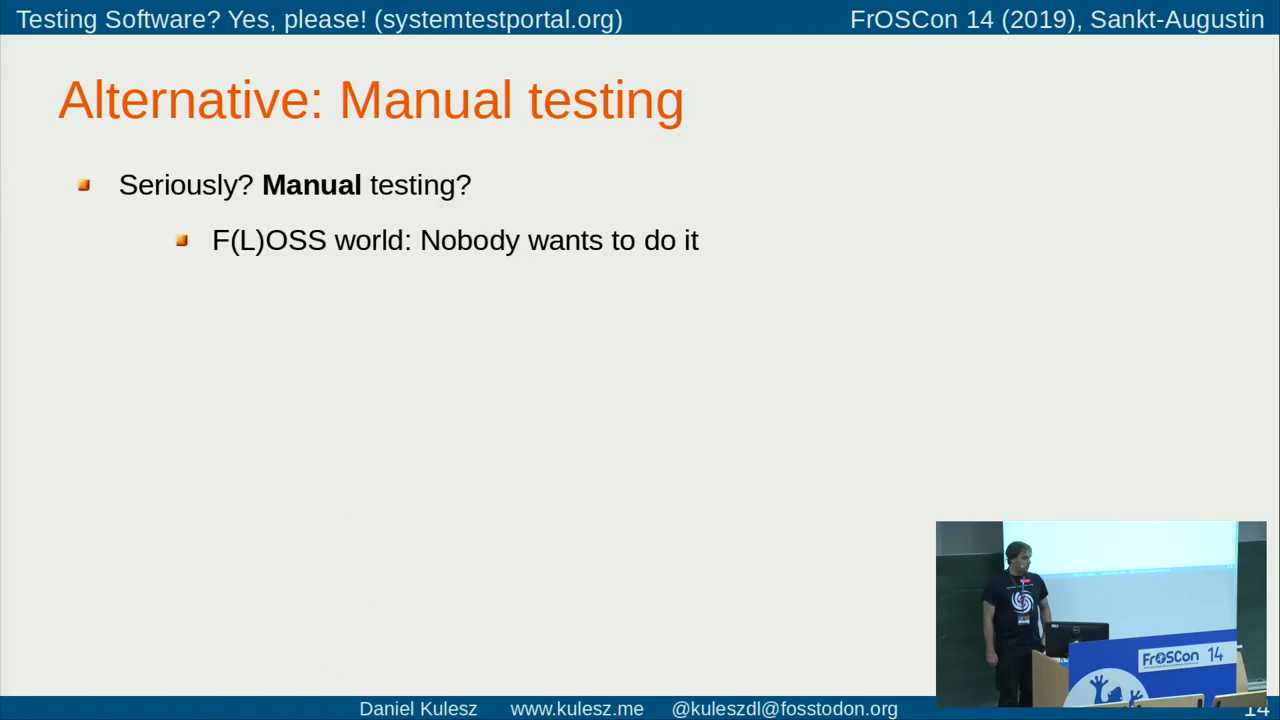 Testing Software? Yes, please! (systemtestportal.org)
FrOSCon 14 (2019), Sankt-Augustin
Alternative: Manual testing
Seriously? Manual testing?
F(L)OSS world: Nobody wants to do it
FrOSCon 14
Daniel Kulesz www.kulesz.me @kuleszdl@fosstodon.org
14